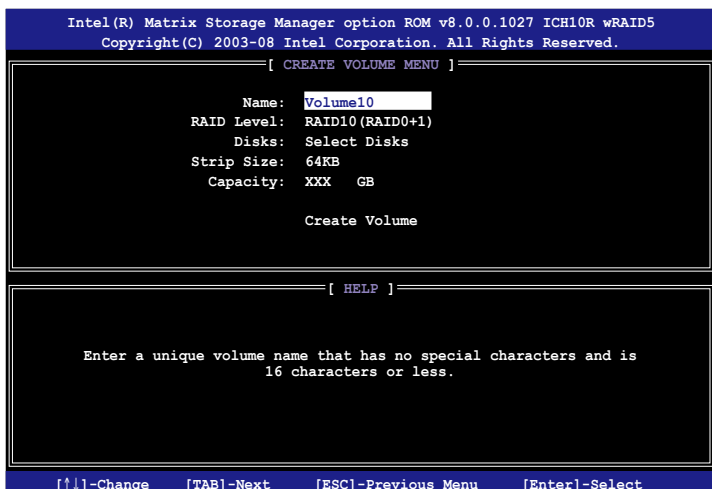 Intel(R) Matrix Storage Manager option ROM v8.0.0.1027 ICH10R wRAID5
Copyright(C) 2003-08 Intel Corporation. All Rights Reserved.
[ CREATE VOLUME MENU ]
Name: Volume10
RAID Level: RAID10(RAID0+1)
Disks: Select Disks
Strip Size: 64KB
Capacity: XXX GB
Create Volume
[ HELP ]
Enter a unique volume name that has no special characters and is
16 characters or less.
[↑↓]-Change [TAB]-Next [ESC]-Previous Menu [Enter]-Select